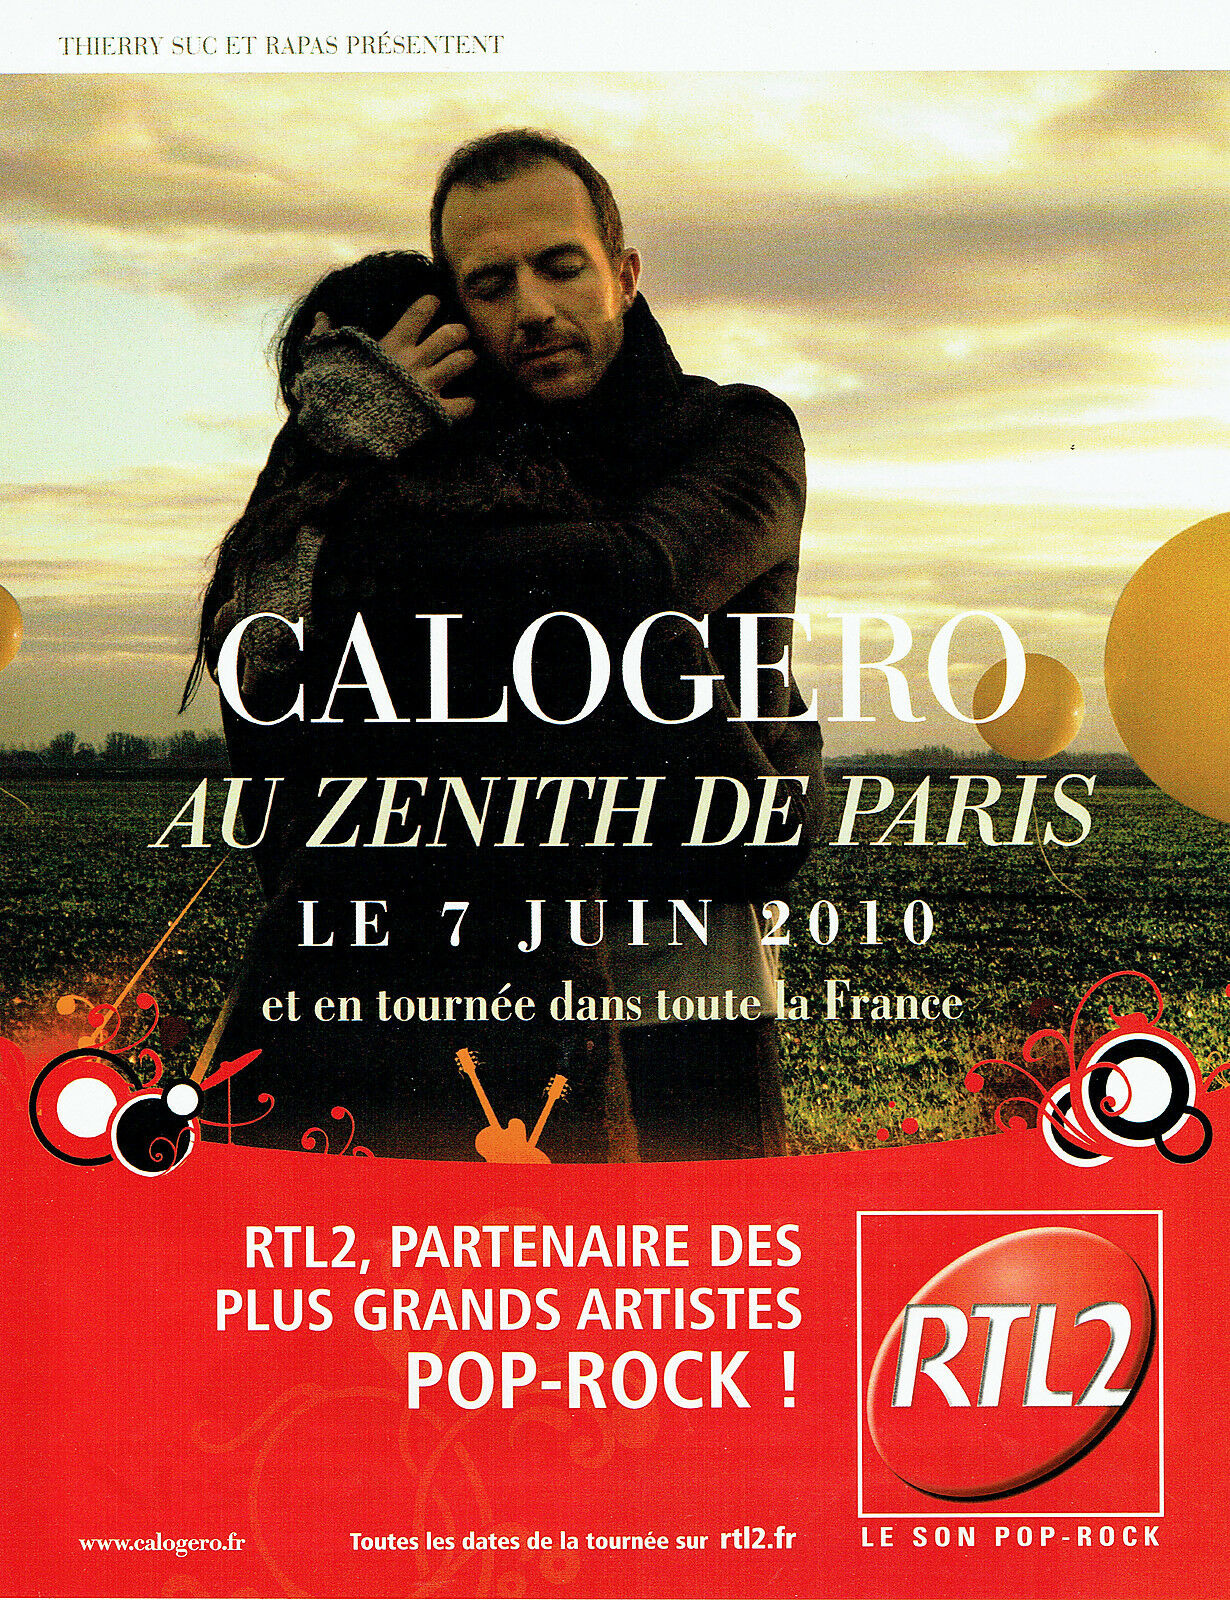 THIERRY SUC ET RAPAS PRÉSENTENT
CALOGERO
AU ZENITH DE PARIS
LE 7 JUIN 2010
et en tournée dans toute la France
RTL2, PARTENAIRE DES
PLUS GRANDS ARTISTES
POP-ROCK !
RTL2
LE SON POP-ROCK
www.calogero.fr
Toutes les dates de la tournée sur rtl2.fr